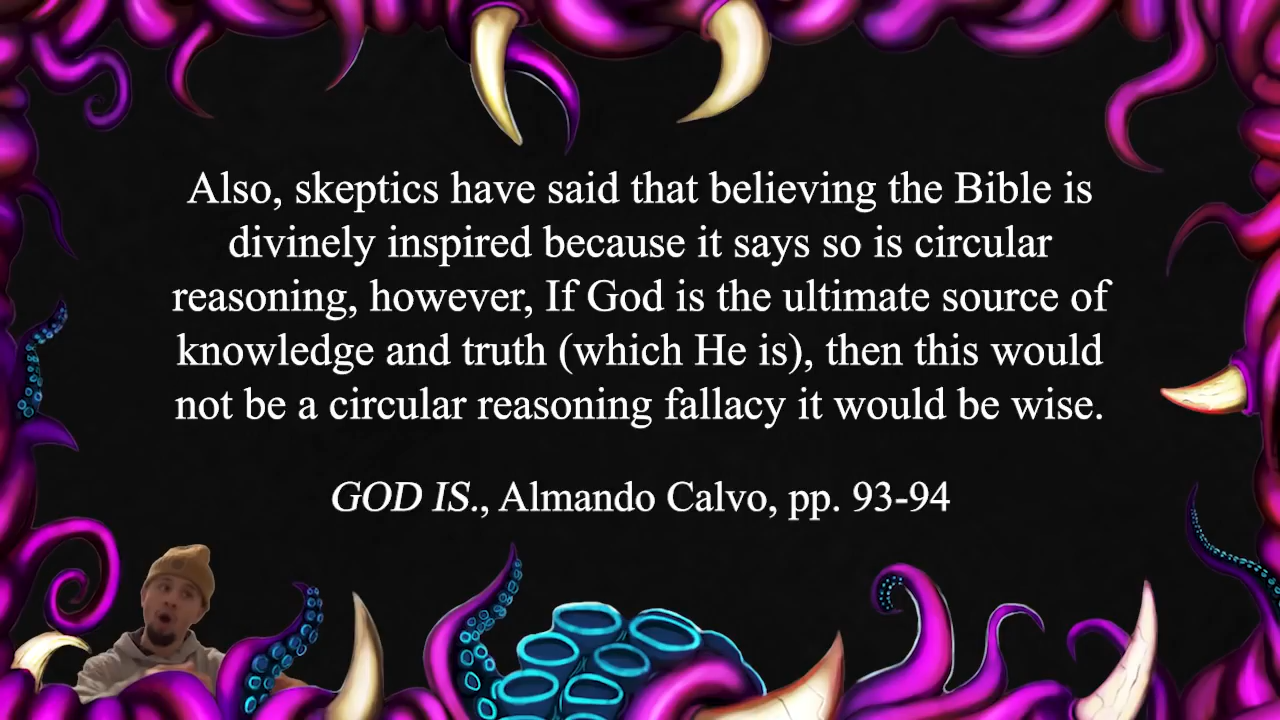 Also, skeptics have said that believing the Bible is
divinely inspired because it says so is circular
reasoning, however, If God is the ultimate source of
knowledge and truth (which He is), then this would
not be a circular reasoning fallacy it would be wise.
GOD IS., Almando Calvo, pp. 93-94